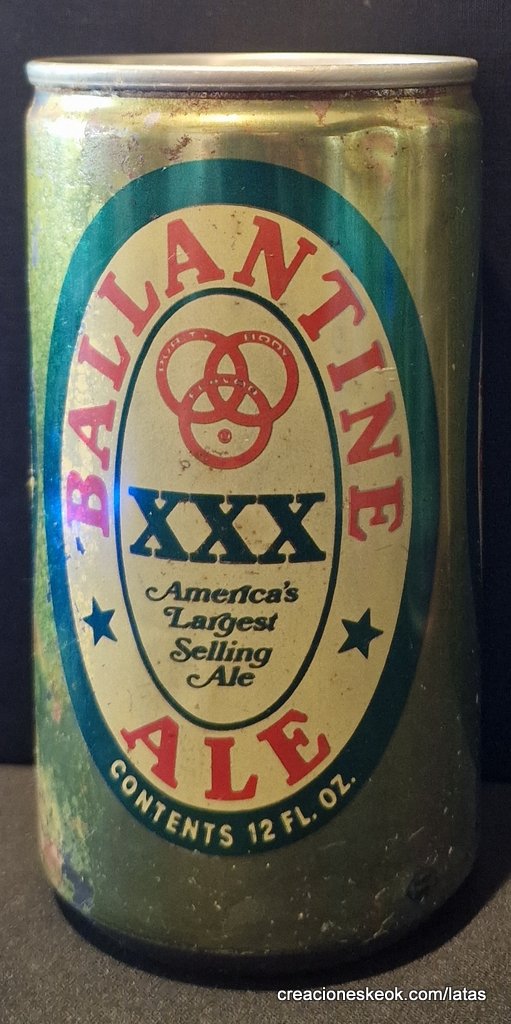 BALLANTINE
PURITY BODY
FLAVOR
XXX
America's
Largest
Selling
Ale
ALE
CONTENTS 12 FL. OZ.
creacioneskeok.com/latas